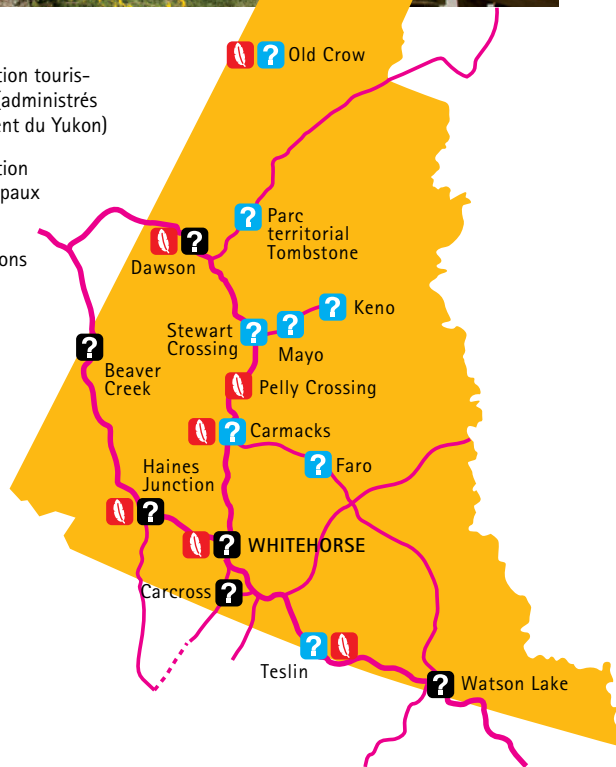 tion touris-
(administrés
ent du Yukon)
tion
paux
ons
? Old Crow
? Parc
territorial
Tombstone
?
Dawson
? Keno
Stewart
Crossing ?
?
Mayo
?
Beaver
Creek
Pelly Crossing
? Carmacks
? Faro
Haines
Junction
?
? WHITEHORSE
Carcross ?
?
Teslin
? Watson Lake